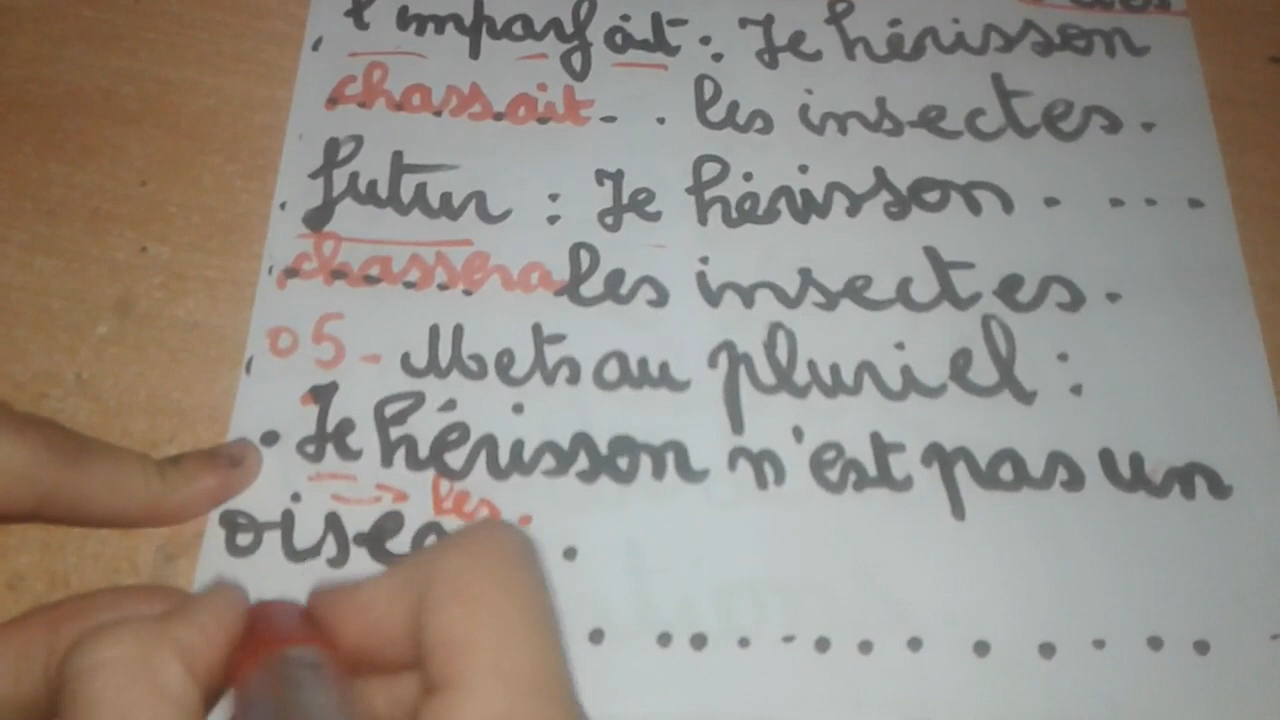 l'imparfait : Le hérisson
chassait. . . les insectes.
futur : Le hérisson . . . .
chassera les insectes.
05- Mets au pluriel :
. Le hérisson n'est pas un
→ les